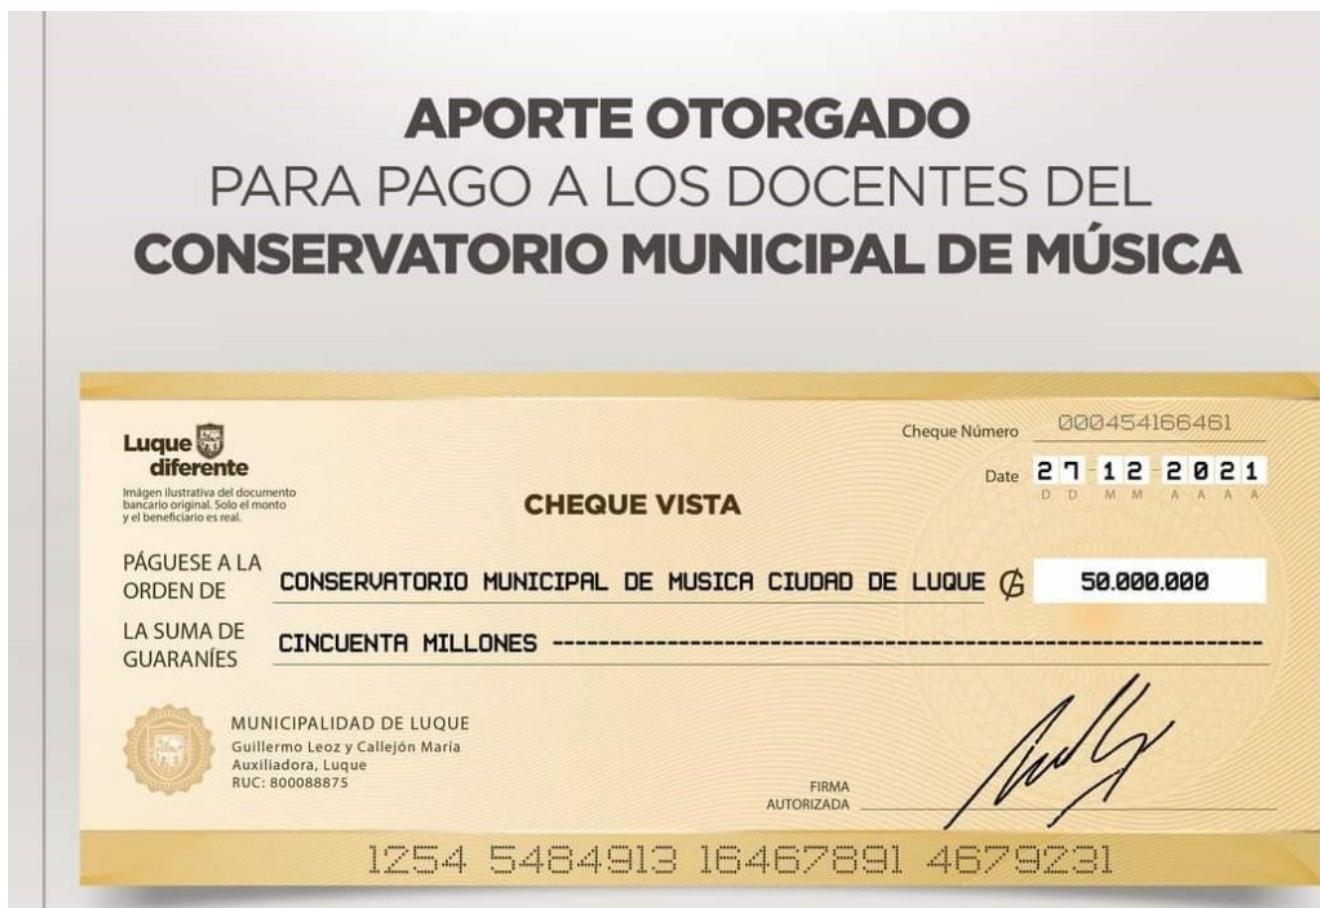 APORTE OTORGADO
PARA PAGO A LOS DOCENTES DEL
CONSERVATORIO MUNICIPAL DE MÚSICA
Luque
diferente
Imágen ilustrativa del documento
bancario original. Solo el monto
y el beneficiario es real.
Cheque Número 000454166461
Date 27-12-2021
D D M M A A A A
CHEQUE VISTA
PÁGUESE A LA
ORDEN DE CONSERVATORIO MUNICIPAL DE MUSICA CIUDAD DE LUQUE ₲ 50.000.000
LA SUMA DE
GUARANÍES CINCUENTA MILLONES --------------------
MUNICIPALIDAD DE LUQUE
Guillermo Leoz y Callejón María
Auxiliadora, Luque
RUC: 800088875
FIRMA
AUTORIZADA
1254 5484913 16467891 4679231